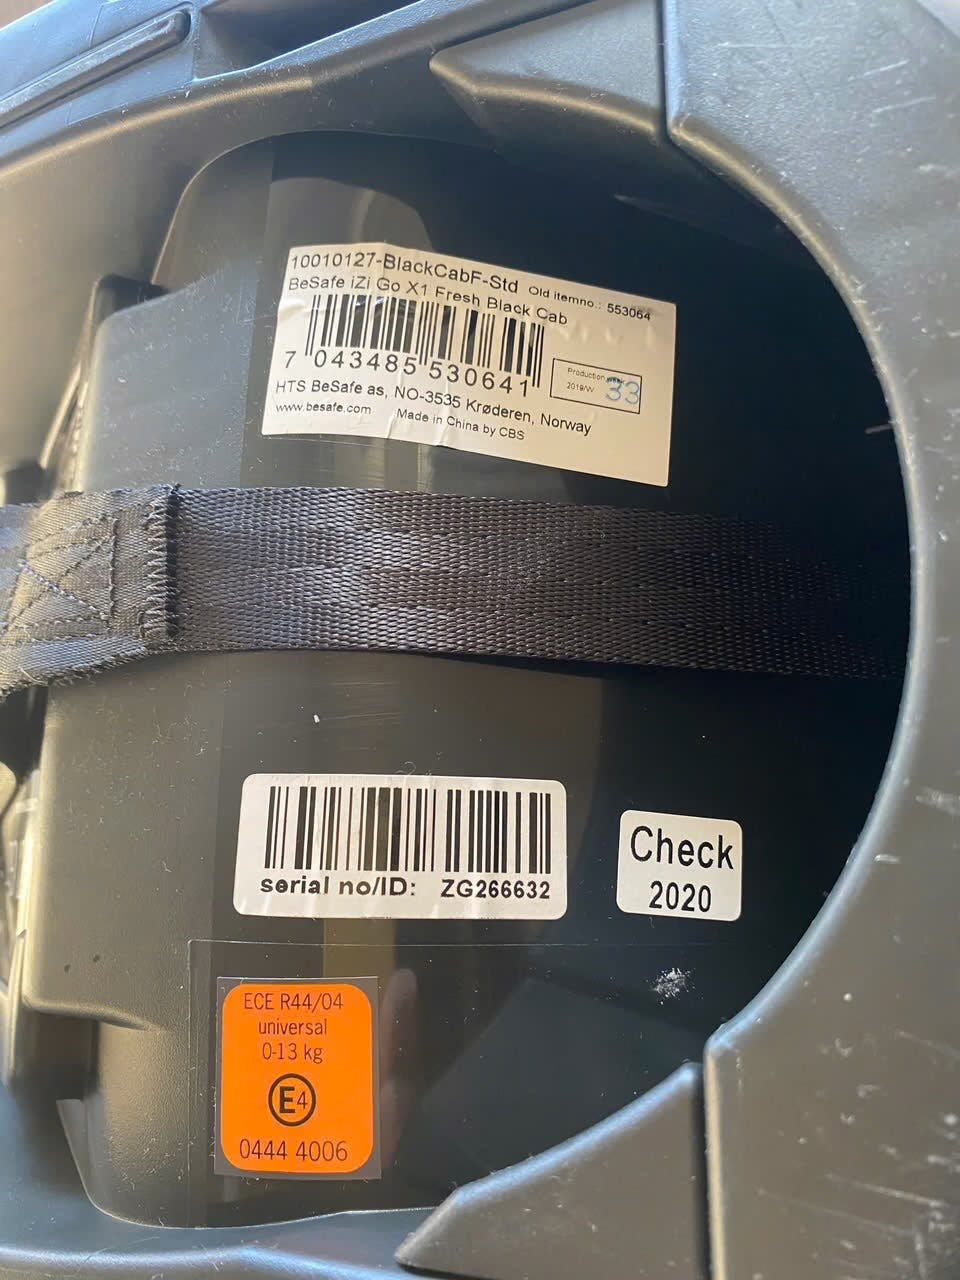 10010127-BlackCabF-Std Old itemno.: 553064
BeSafe iZi Go X1 Fresh Black Cab
7 043485 530641
Production week
2019/W 33
HTS BeSafe as, NO-3535 Krøderen, Norway
www.besafe.com Made in China by CBS
serial no/ID: ZG266632
Check
2020
ECE R44/04
universal
0-13 kg
E4
0444 4006